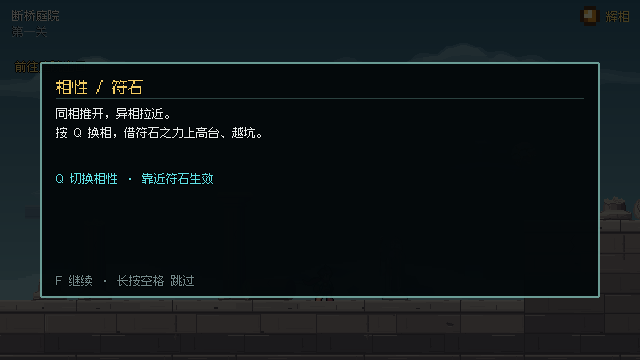 断桥庭院
第一关
辉相
前往
相性 / 符石
同相推开，异相拉近。
按 Q 换相，借符石之力上高台、越坑。
Q 切换相性 · 靠近符石生效
F 继续 · 长按空格 跳过